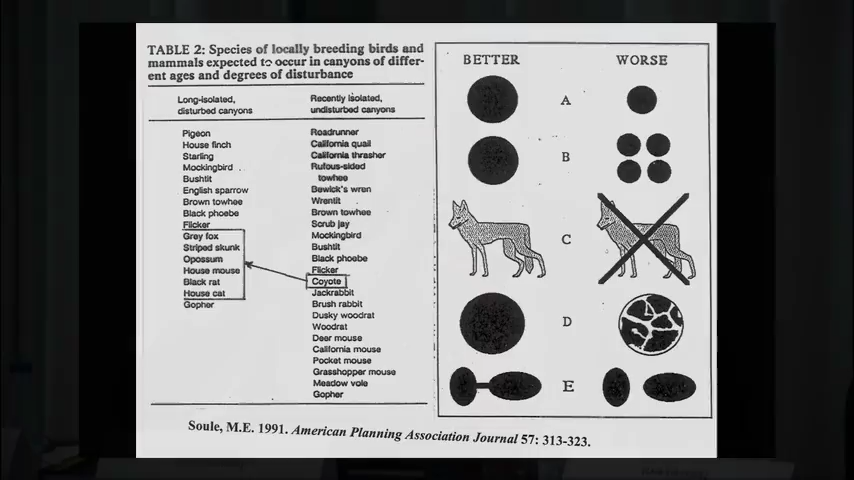 TABLE 2: Species of locally breeding birds and
mammals expected to occur in canyons of differ-
ent ages and degrees of disturbance
Long-isolated,
disturbed canyons
Pigeon
House finch
Starling
Mockingbird
Bushtit
English sparrow
Brown towhee
Black phoebe
Flicker
Grey fox
Striped skunk
Opossum
House mouse
Black rat
House cat
Gopher
Recently isolated,
undisturbed canyons
Roadrunner
California quail
California thrasher
Rufous-sided
towhee
Bewick's wren
Wrentit
Brown towhee
Scrub jay
Mockingbird
Bushtit
Black phoebe
Flicker
Coyote
Jackrabbit
Brush rabbit
Dusky woodrat
Woodrat
Deer mouse
California mouse
Pocket mouse
Grasshopper mouse
Meadow vole
Gopher
BETTER WORSE
A
B
C
D
E
Soule, M.E. 1991. American Planning Association Journal 57: 313-323.